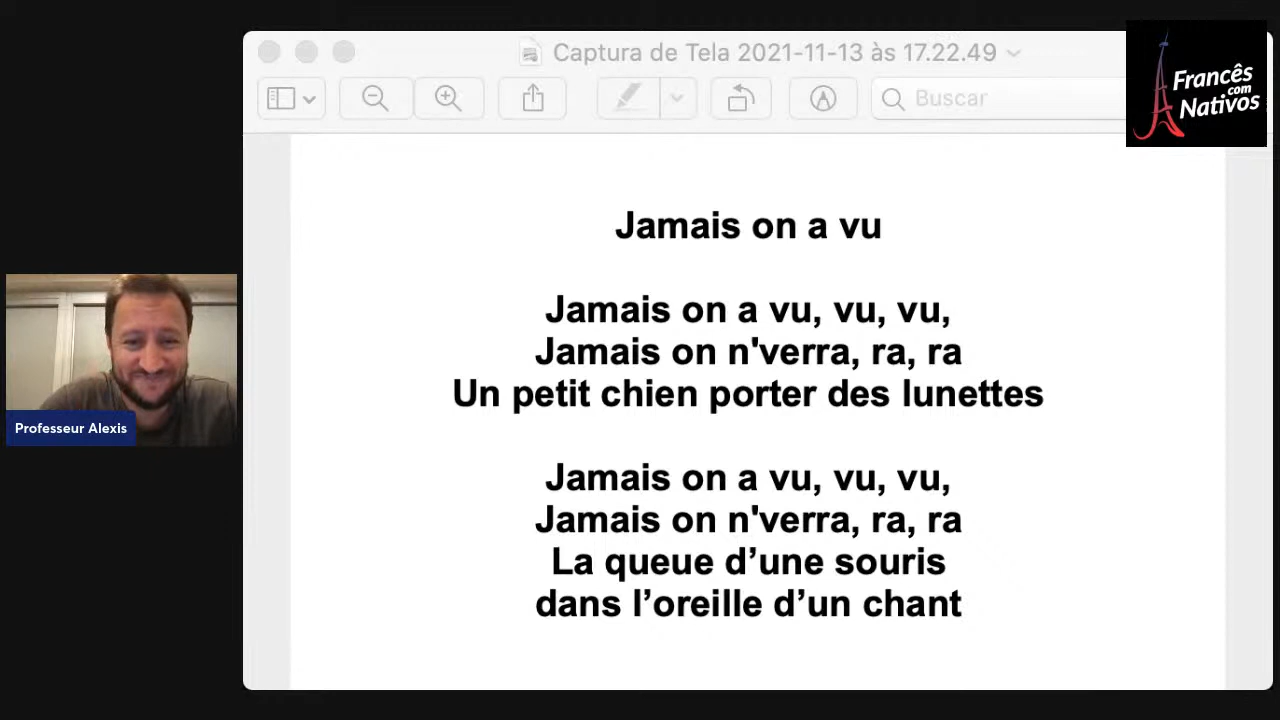 Captura de Tela 2021-11-13 às 17.22.49
Buscar
Francês
com
Nativos
Jamais on a vu
Jamais on a vu, vu, vu,
Jamais on n'verra, ra, ra
Un petit chien porter des lunettes
Jamais on a vu, vu, vu,
Jamais on n'verra, ra, ra
La queue d’une souris
dans l’oreille d’un chant
Professeur Alexis